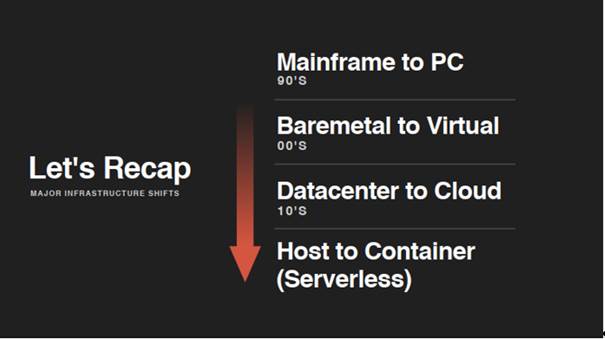 Let's Recap
MAJOR INFRASTRUCTURE SHIFTS
Mainframe to PC
90'S
Baremetal to Virtual
00'S
Datacenter to Cloud
10'S
Host to Container
(Serverless)